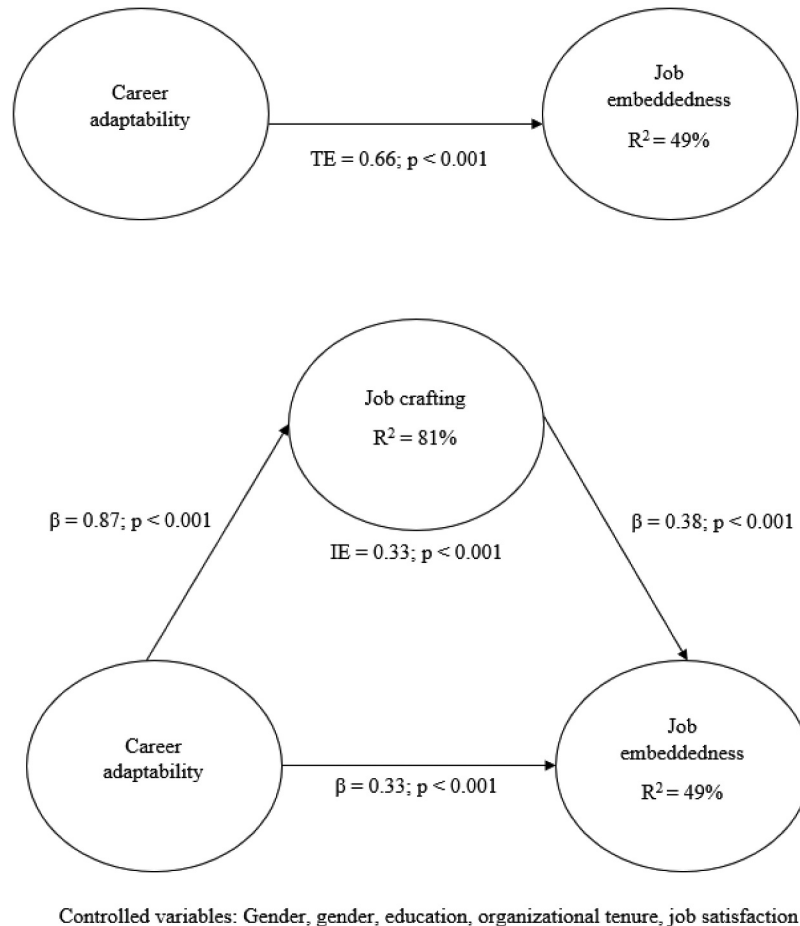 Career
adaptability
Job
embeddedness
R² = 49%
TE = 0.66; p < 0.001
Job crafting
R² = 81%
β = 0.87; p < 0.001
β = 0.38; p < 0.001
IE = 0.33; p < 0.001
Career
adaptability
Job
embeddedness
R² = 49%
β = 0.33; p < 0.001
Controlled variables: Gender, gender, education, organizational tenure, job satisfaction